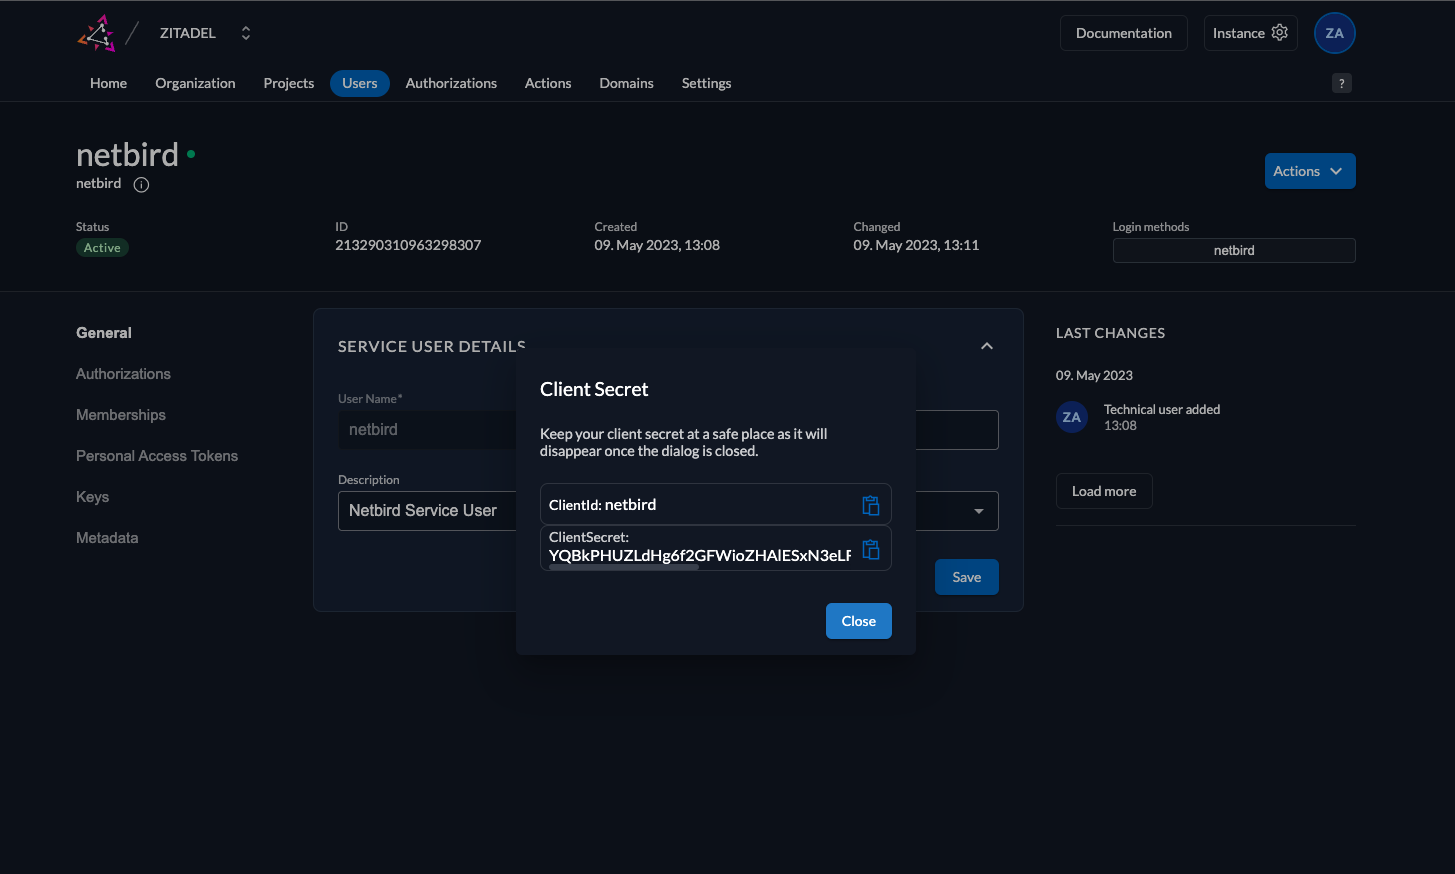 ZITADEL
Documentation
Instance
ZA
Home
Organization
Projects
Users
Authorizations
Actions
Domains
Settings
?
netbird
netbird
Actions
Status
Active
ID
213290310963298307
Created
09. May 2023, 13:08
Changed
09. May 2023, 13:11
Login methods
netbird
General
Authorizations
Memberships
Personal Access Tokens
Keys
Metadata
SERVICE USER DETAILS
User Name*
netbird
Description
Netbird Service User
Save
Client Secret
Keep your client secret at a safe place as it will
disappear once the dialog is closed.
ClientId: netbird
ClientSecret:
YQBkPHUZLdHg6f2GFWioZHAlESxN3eLF
Close
LAST CHANGES
09. May 2023
ZA
Technical user added
13:08
Load more